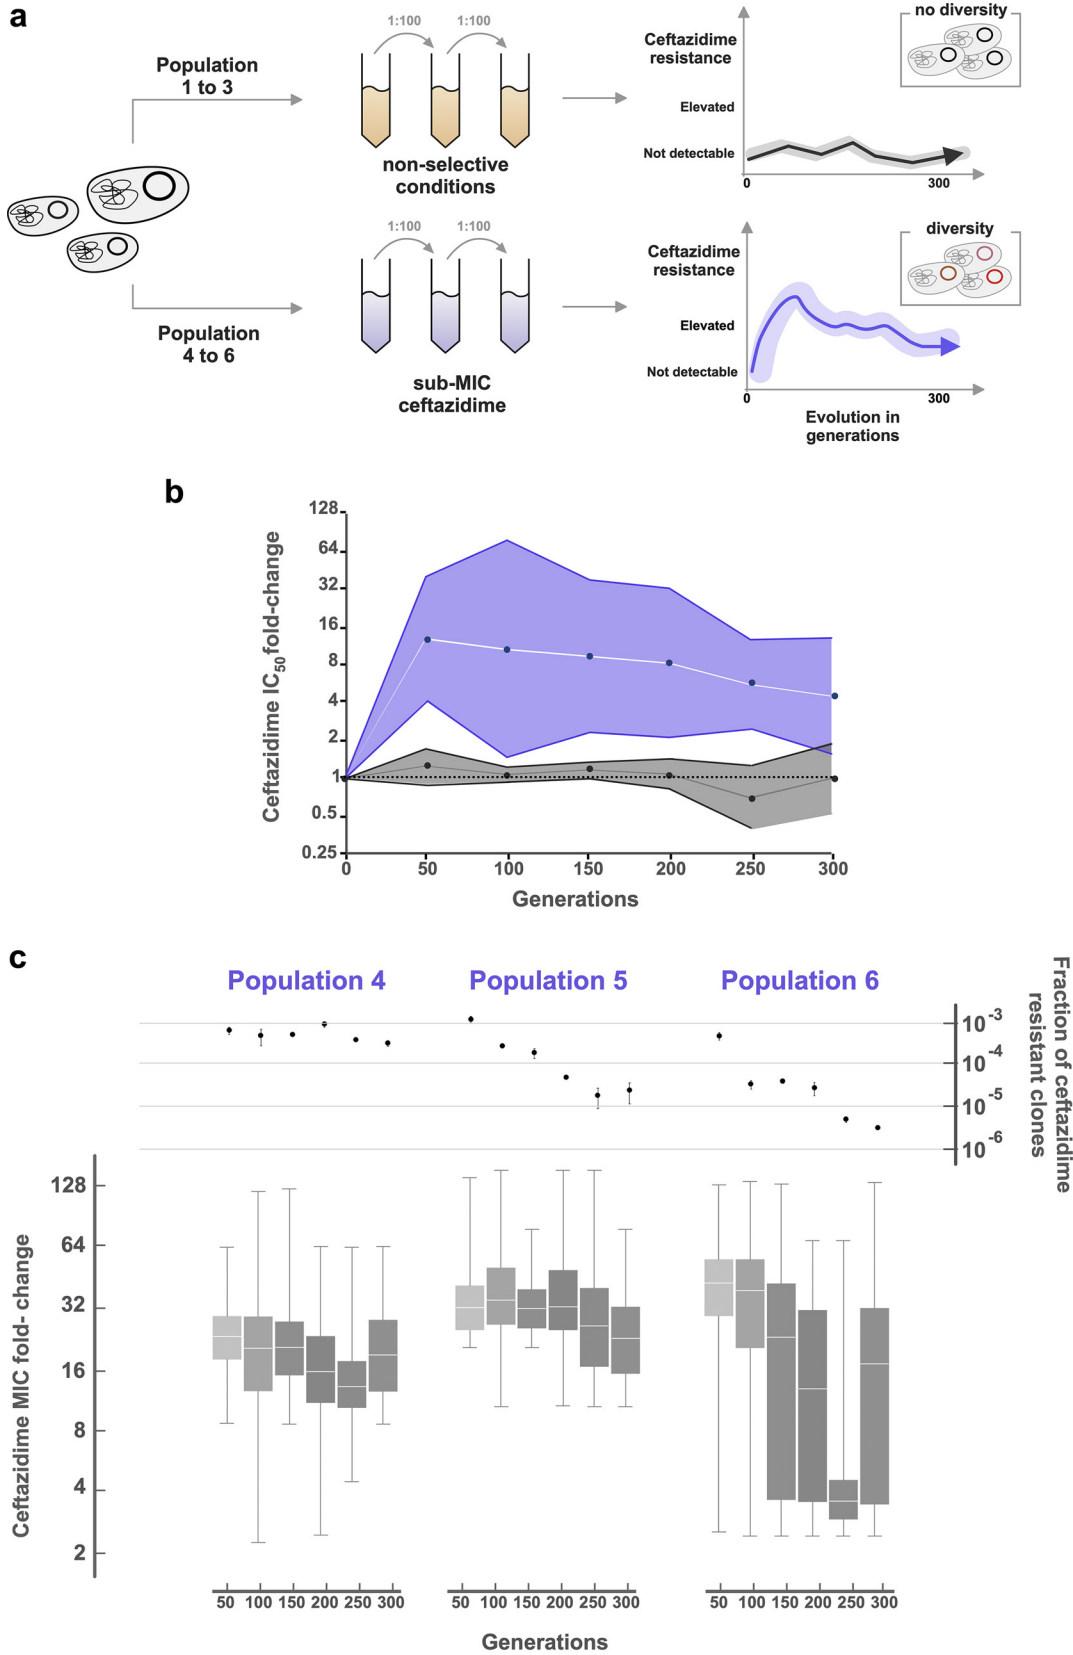 a
Population
1 to 3
1:100
1:100
non-selective
conditions
Ceftazidime
resistance
Elevated
Not detectable
0
300
no diversity
Population
4 to 6
1:100
1:100
sub-MIC
ceftazidime
Ceftazidime
resistance
Elevated
Not detectable
0
300
diversity
Evolution in
generations
b
Ceftazidime IC50 fold-change
128
64
32
16
8
4
2
1
0.5
0.25
0
50
100
150
200
250
300
Generations
c
Population 4
Population 5
Population 6
10-3
10-4
10-5
10-6
Fraction of ceftazidime
resistant clones
Ceftazidime MIC fold- change
128
64
32
16
8
4
2
50 100 150 200 250 300
50 100 150 200 250 300
50 100 150 200 250 300
Generations